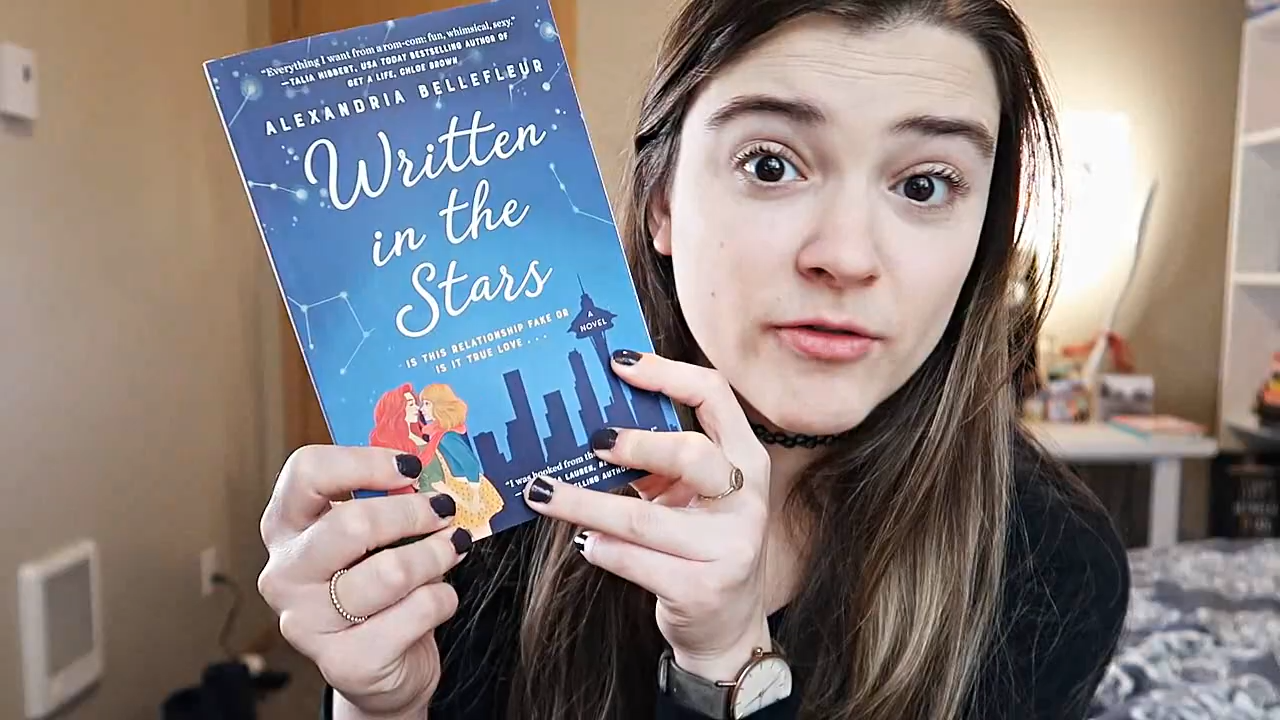 "Everything I want from a rom-com: fun, whimsical, sexy."
—TALIA HIBBERT, USA TODAY BESTSELLING AUTHOR OF
GET A LIFE, CHLOE BROWN
ALEXANDRIA BELLEFLEUR
Written
in the
Stars
A
NOVEL
IS THIS RELATIONSHIP FAKE OR
IS IT TRUE LOVE . . .
"I was hooked from the
LAUREN,
AUTHOR